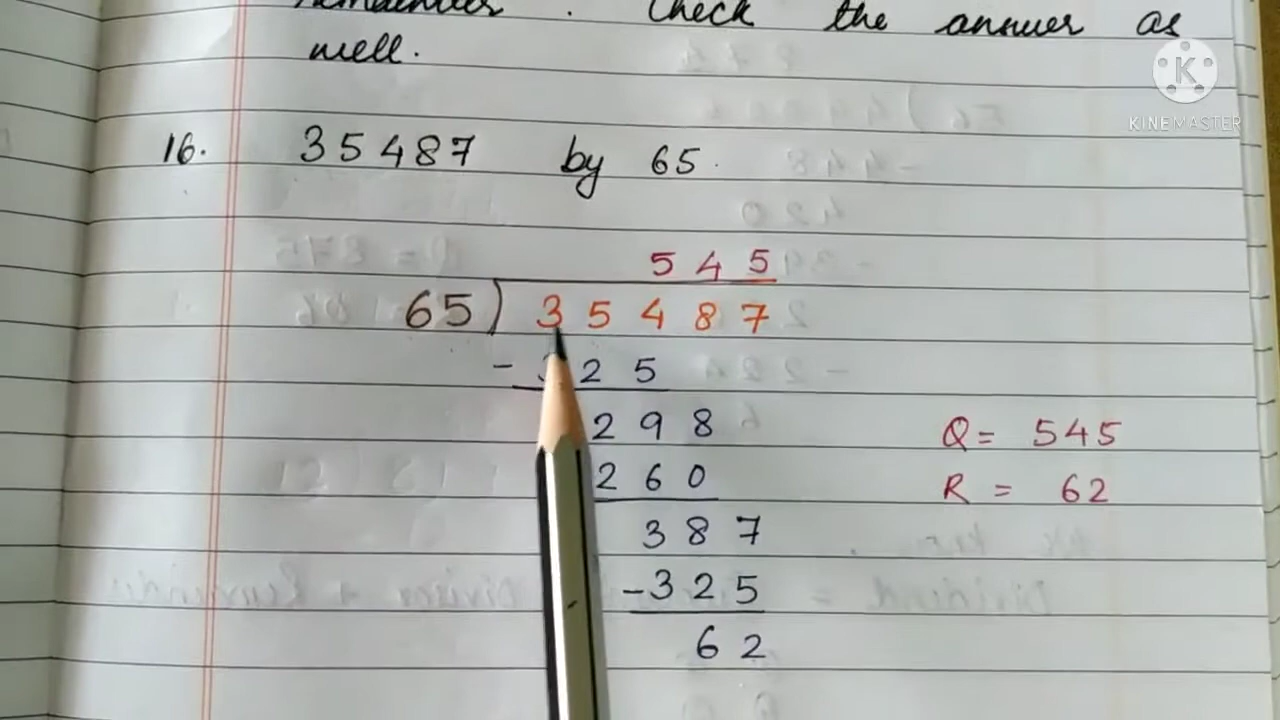 remainder. Check the answer as
well.
KINEMASTER
16. 35487 by 65.
545
65) 35487
- 325
298
260
387
- 325
62
Q = 545
R = 62